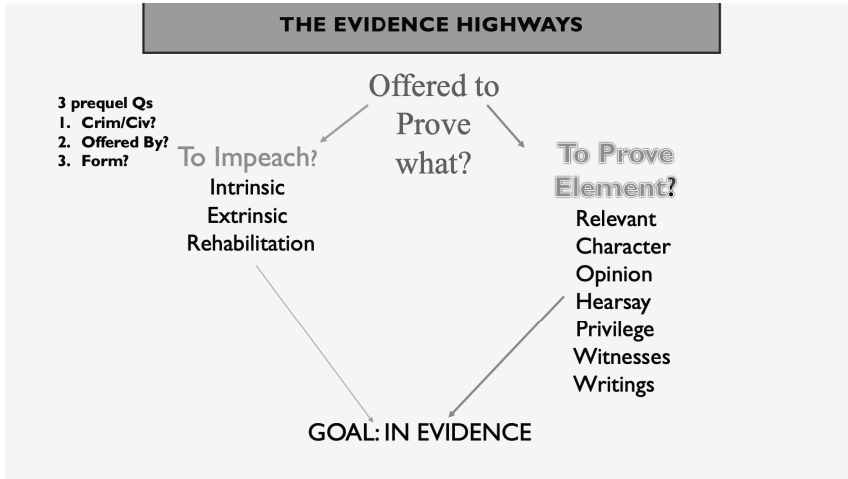 THE EVIDENCE HIGHWAYS
3 prequel Qs
1. Crim/Civ?
2. Offered By?
3. Form?
Offered to
Prove
what?
To Impeach?
Intrinsic
Extrinsic
Rehabilitation
To Prove
Element?
Relevant
Character
Opinion
Hearsay
Privilege
Witnesses
Writings
GOAL: IN EVIDENCE